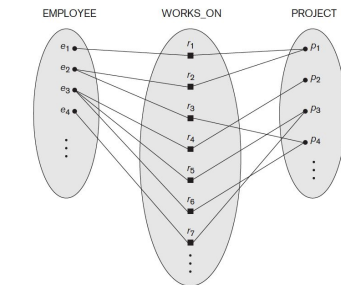 EMPLOYEE WORKS_ON PROJECT
e1
e2
e3
e4
r1
r2
r3
r4
r5
r6
r7
p1
p2
p3
p4